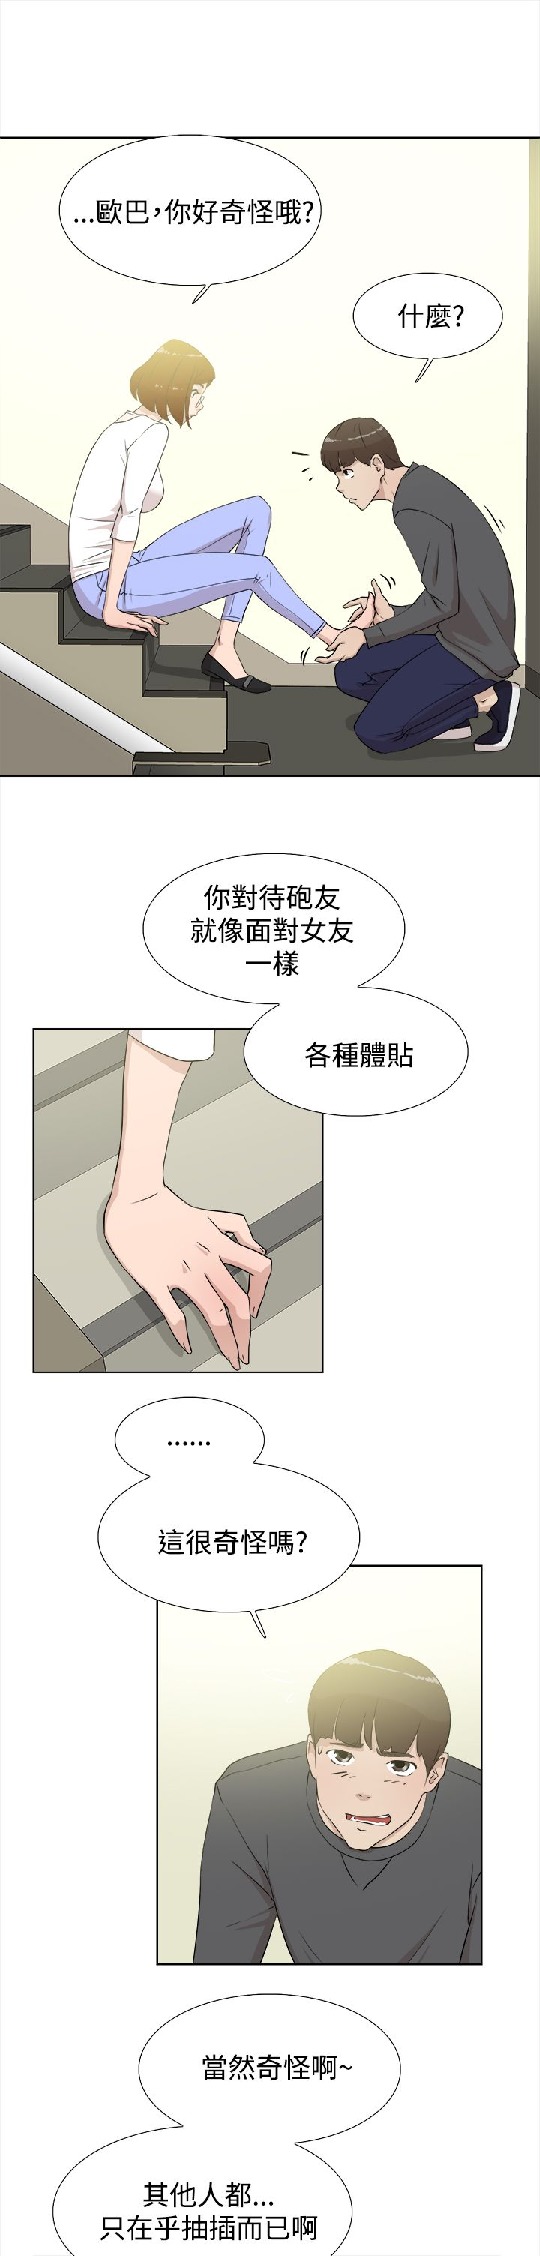 ...歐巴,你好奇怪哦?
什麼?
你對待砲友
就像面對女友
一樣
各種體貼
......
這很奇怪嗎?
當然奇怪啊~
其他人都...
只在乎抽插而已啊